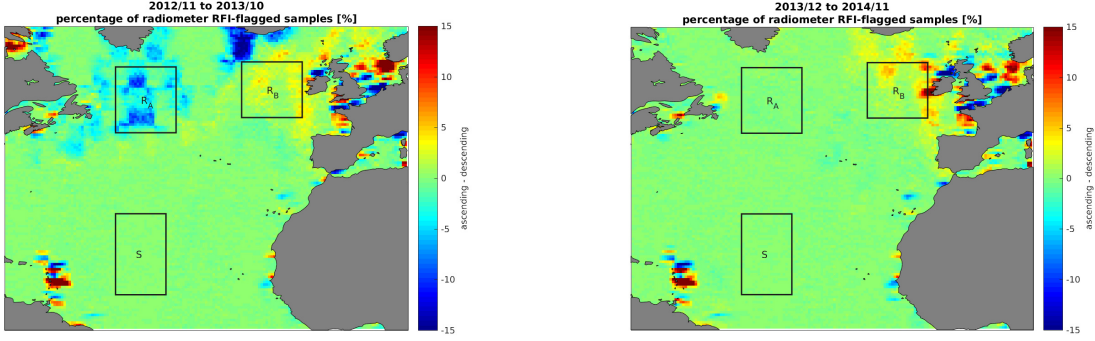 2012/11 to 2013/10
percentage of radiometer RFI-flagged samples [%]
R_A
R_B
S
15
10
5
0
-5
-10
-15
ascending - descending
2013/12 to 2014/11
percentage of radiometer RFI-flagged samples [%]
R_A
R_B
S
15
10
5
0
-5
-10
-15
ascending - descending